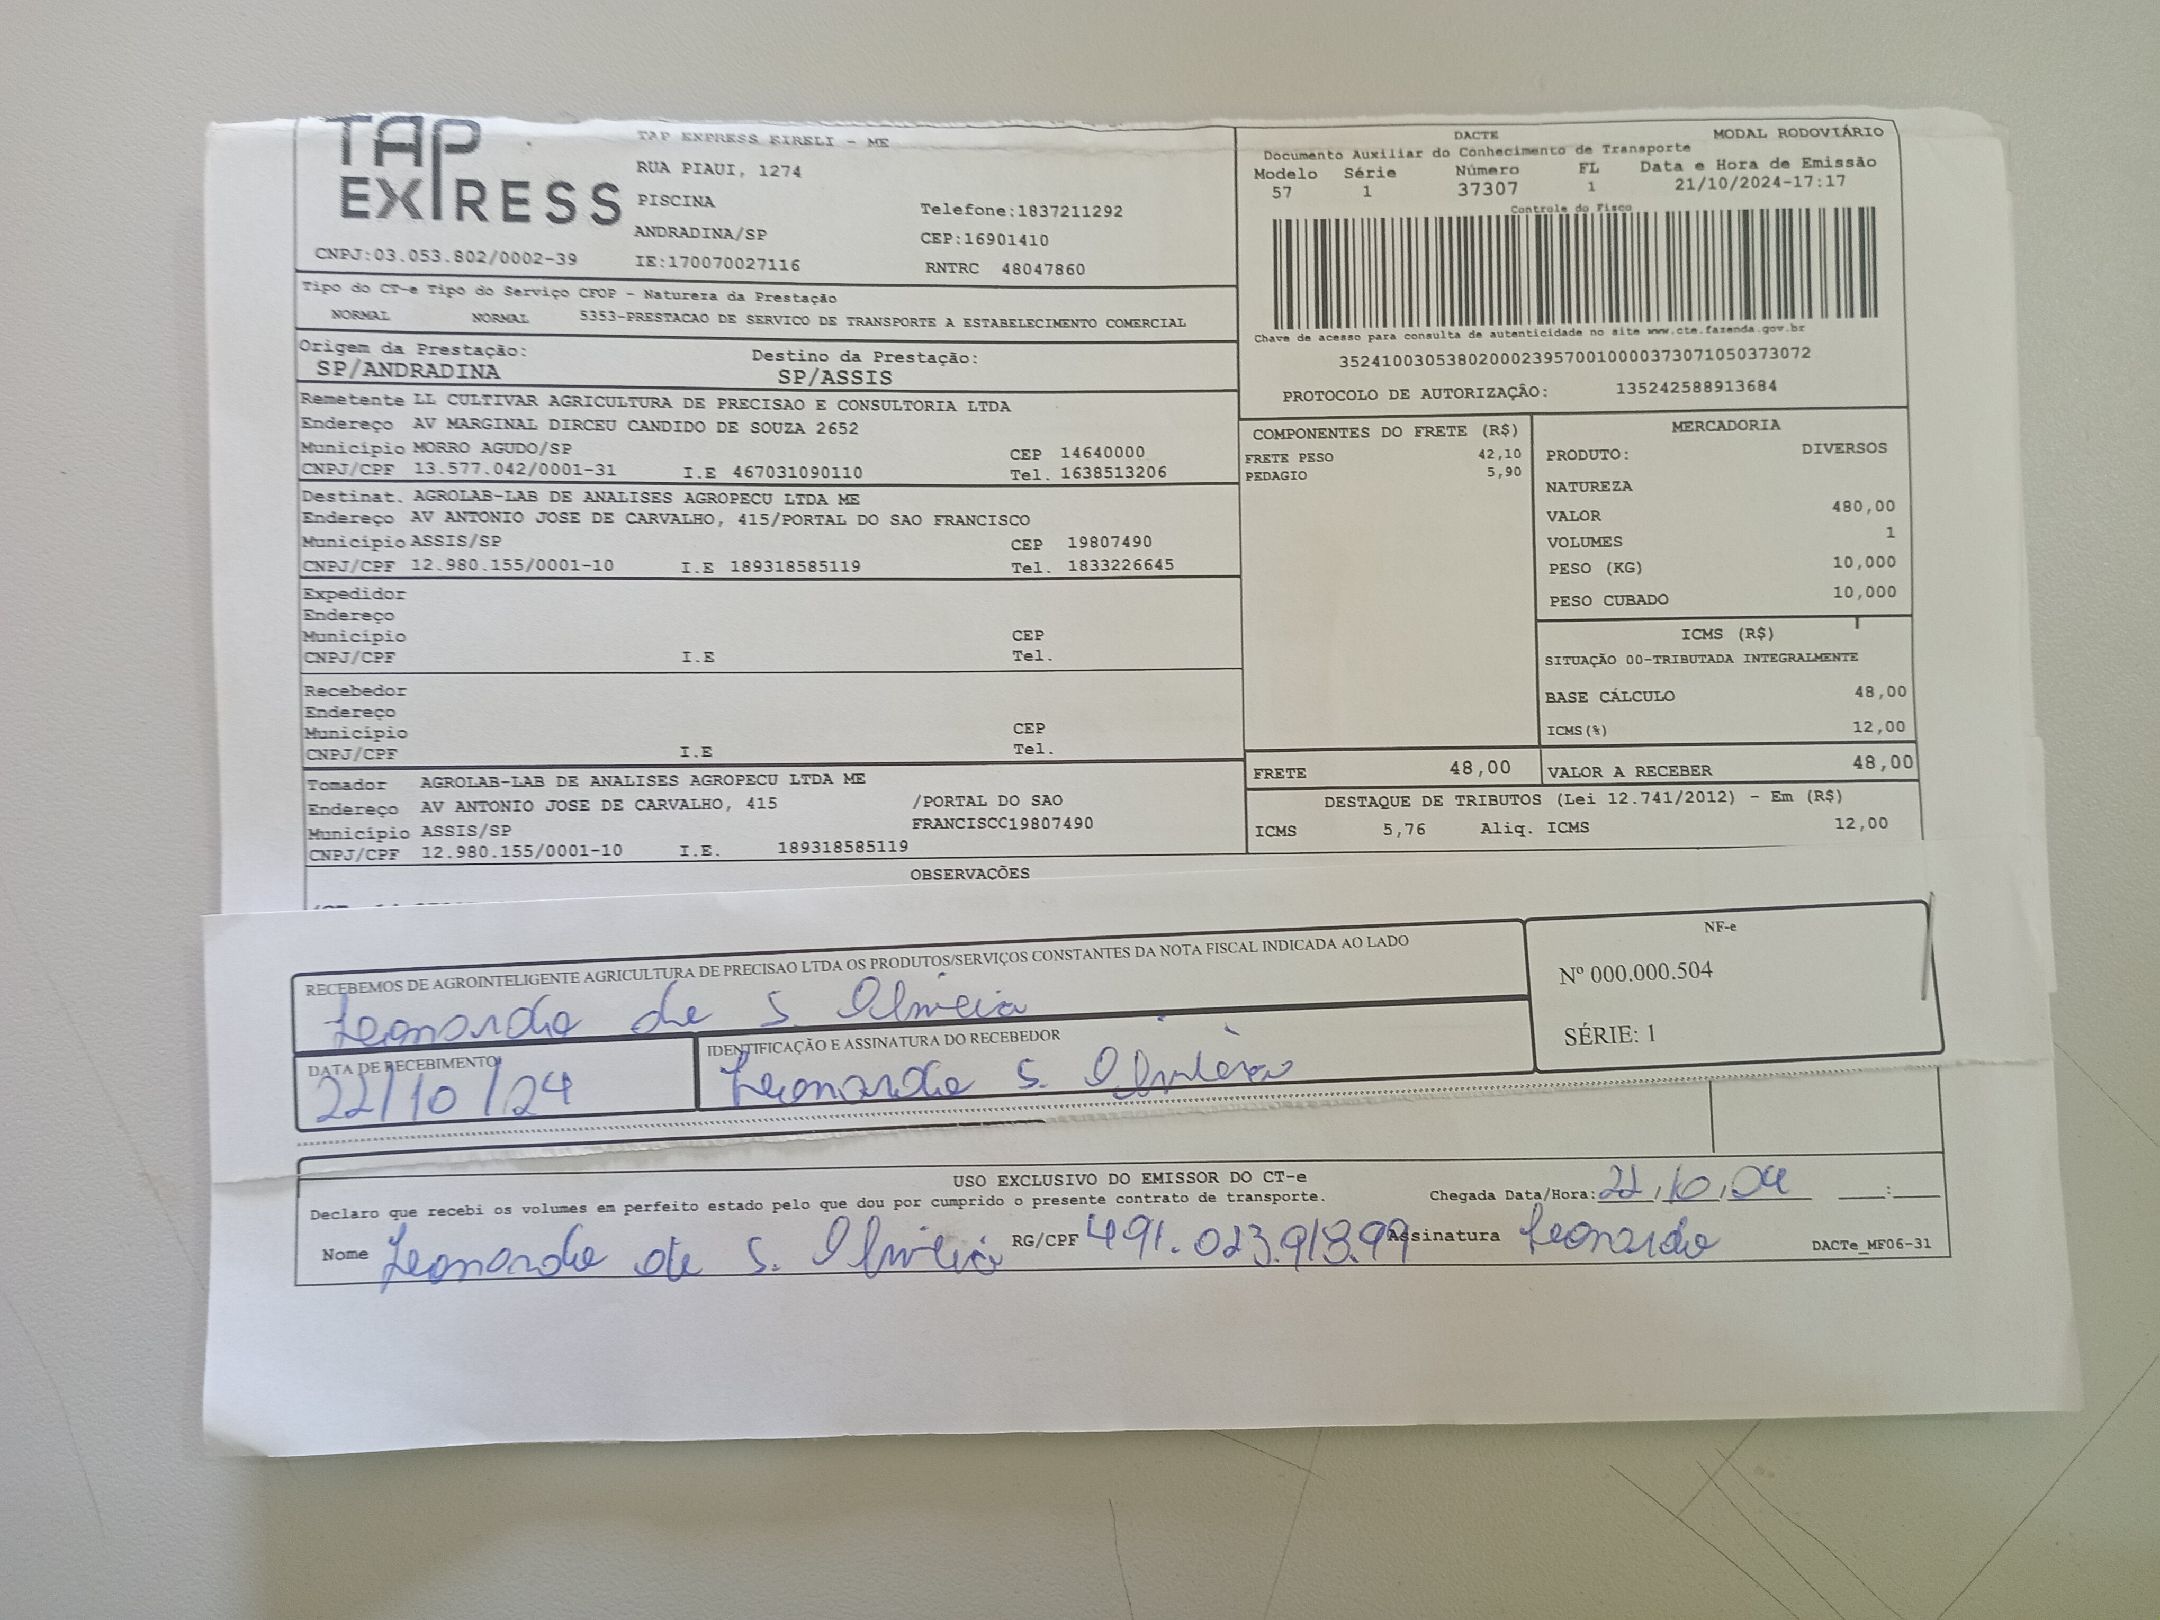 TAP EXPRESS
TAP EXPRESS EIRELI - ME
RUA PIAUI, 1274
PISCINA
Telefone:1837211292
ANDRADINA/SP
CEP:16901410
CNPJ:03.053.802/0002-39
IE:170070027116
RNTRC 48047860
DACTE
MODAL RODOVIÁRIO
Documento Auxiliar do Conhecimento de Transporte
Modelo Série Número FL Data e Hora de Emissão
57 1 37307 1 21/10/2024-17:17
Controle do Fisco
Chave de acesso para consulta de autenticidade no site www.cte.fazenda.gov.br
35241003053802000239570010000373071050373072
PROTOCOLO DE AUTORIZAÇÃO: 135242588913684
Tipo do CT-e Tipo do Serviço CFOP - Natureza da Prestação
NORMAL NORMAL 5353-PRESTACAO DE SERVICO DE TRANSPORTE A ESTABELECIMENTO COMERCIAL
Origem da Prestação: Destino da Prestação:
SP/ANDRADINA SP/ASSIS
Remetente LL CULTIVAR AGRICULTURA DE PRECISAO E CONSULTORIA LTDA
Endereço AV MARGINAL DIRCEU CANDIDO DE SOUZA 2652
Município MORRO AGUDO/SP CEP 14640000
CNPJ/CPF 13.577.042/0001-31 I.E 467031090110 Tel. 1638513206
Destinat. AGROLAB-LAB DE ANALISES AGROPECU LTDA ME
Endereço AV ANTONIO JOSE DE CARVALHO, 415/PORTAL DO SAO FRANCISCO
Município ASSIS/SP CEP 19807490
CNPJ/CPF 12.980.155/0001-10 I.E 189318585119 Tel. 1833226645
Expedidor
Endereço
Município CEP
CNPJ/CPF I.E Tel.
Recebedor
Endereço
Município CEP
CNPJ/CPF I.E Tel.
Tomador AGROLAB-LAB DE ANALISES AGROPECU LTDA ME
Endereço AV ANTONIO JOSE DE CARVALHO, 415 /PORTAL DO SAO
Município ASSIS/SP FRANCISCC19807490
CNPJ/CPF 12.980.155/0001-10 I.E. 189318585119
COMPONENTES DO FRETE (R$)
FRETE PESO 42,10
PEDAGIO 5,90
MERCADORIA
PRODUTO: DIVERSOS
NATUREZA
VALOR 480,00
VOLUMES 1
PESO (KG) 10,000
PESO CUBADO 10,000
ICMS (R$)
SITUAÇÃO 00-TRIBUTADA INTEGRALMENTE
BASE CÁLCULO 48,00
ICMS(%) 12,00
FRETE 48,00 VALOR A RECEBER 48,00
DESTAQUE DE TRIBUTOS (Lei 12.741/2012) - Em (R$)
ICMS 5,76 Aliq. ICMS 12,00
OBSERVAÇÕES
RECEBEMOS DE AGROINTELIGENTE AGRICULTURA DE PRECISAO LTDA OS PRODUTOS/SERVIÇOS CONSTANTES DA NOTA FISCAL INDICADA AO LADO
Leonardo de S. Oliveira
DATA DE RECEBIMENTO
22/10/24
IDENTIFICAÇÃO E ASSINATURA DO RECEBEDOR
Leonardo S. Oliveira
NF-e
Nº 000.000.504
SÉRIE: 1
USO EXCLUSIVO DO EMISSOR DO CT-e
Declaro que recebi os volumes em perfeito estado pelo que dou por cumprido o presente contrato de transporte.
Chegada Data/Hora: 22/10/24 __:__
Nome Leonardo de S. Oliveira RG/CPF 491.023.918.99 Assinatura Leonardo
DACTe_MF06-31